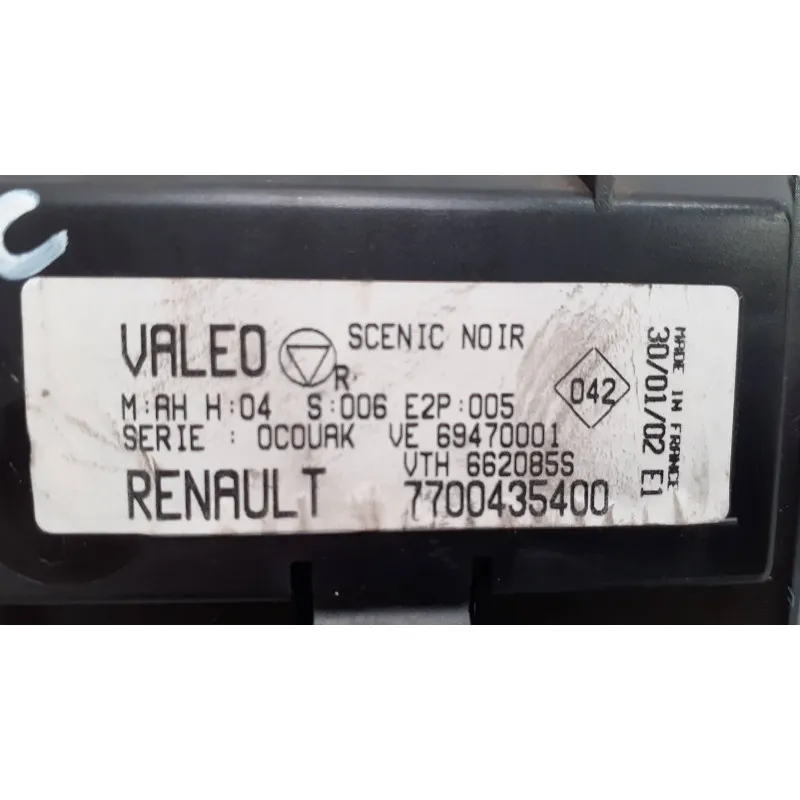 C
VALEO R SCENIC NOIR
M:AH H:04 S:006 E2P:005
042
SERIE : 0C0UAK VE 69470001
VTH 662085S
RENAULT 7700435400
MADE IN FRANCE
30/01/02 E1